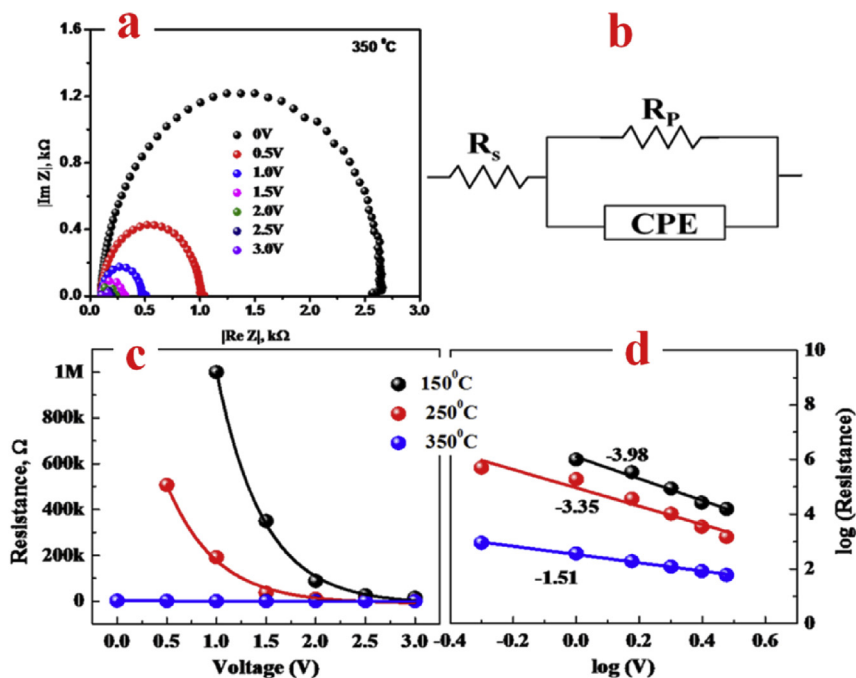 a
350 ⁰C
1.6
1.2
0.8
0.4
0.0
|Im Z|, kΩ
0V
0.5V
1.0V
1.5V
2.0V
2.5V
3.0V
0.0 0.5 1.0 1.5 2.0 2.5 3.0
|Re Z|, kΩ
b
Rs
RP
CPE
c
1M
800k
600k
400k
200k
0
Resistance, Ω
0.0 0.5 1.0 1.5 2.0 2.5 3.0
Voltage (V)
150⁰C
250⁰C
350⁰C
d
-3.98
-3.35
-1.51
10
8
6
4
2
0
log (Resistance)
-0.4 -0.2 0.0 0.2 0.4 0.6
log (V)